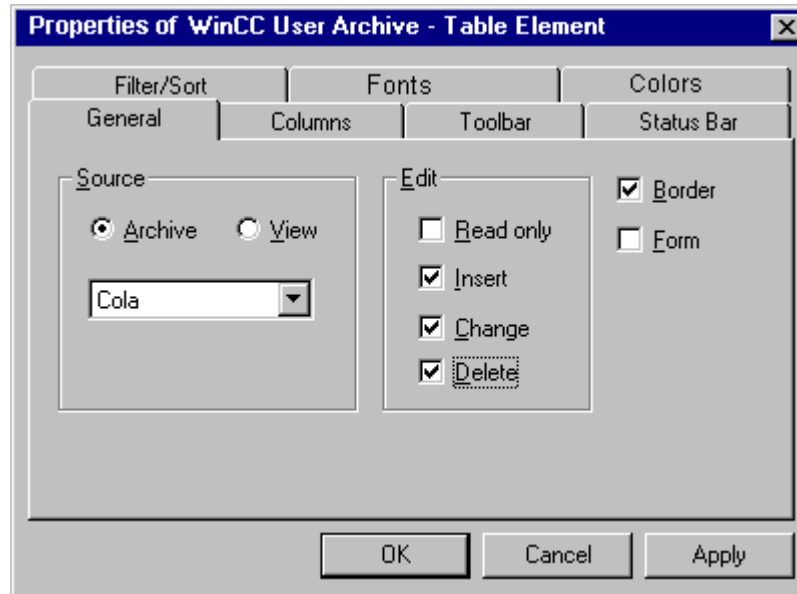 Properties of WinCC User Archive - Table Element
Filter/Sort Fonts Colors
General Columns Toolbar Status Bar
Source
Archive View
Cola
Edit
Read only
Insert
Change
Delete
Border
Form
OK Cancel Apply